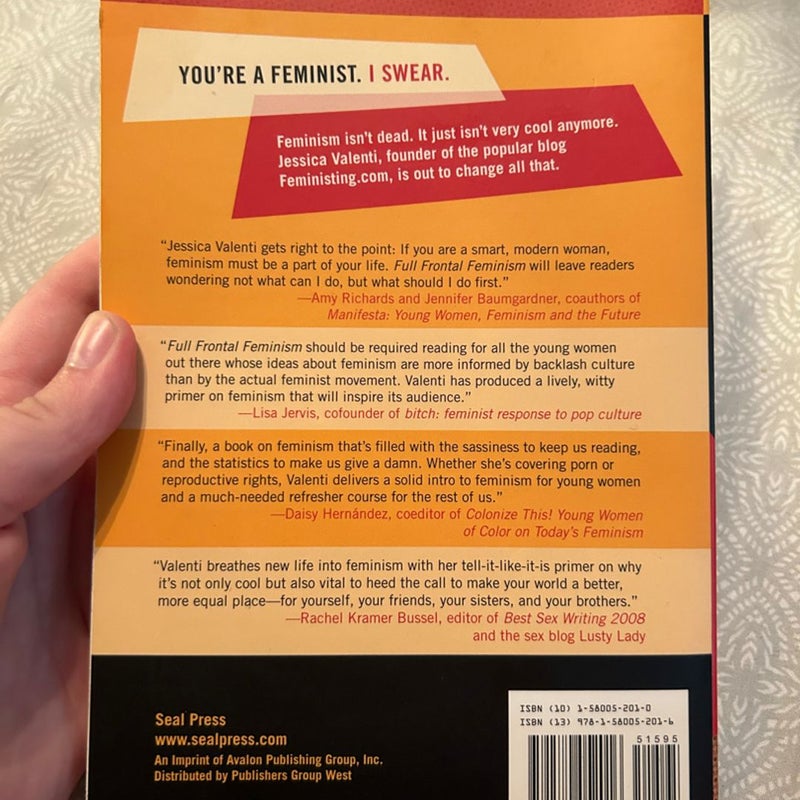 YOU'RE A FEMINIST. I SWEAR.
Feminism isn't dead. It just isn't very cool anymore.
Jessica Valenti, founder of the popular blog
Feministing.com, is out to change all that.
“Jessica Valenti gets right to the point: If you are a smart, modern woman,
feminism must be a part of your life. Full Frontal Feminism will leave readers
wondering not what can I do, but what should I do first.”
—Amy Richards and Jennifer Baumgardner, coauthors of
Manifesta: Young Women, Feminism and the Future
“Full Frontal Feminism should be required reading for all the young women
out there whose ideas about feminism are more informed by backlash culture
than by the actual feminist movement. Valenti has produced a lively, witty
primer on feminism that will inspire its audience.”
—Lisa Jervis, cofounder of bitch: feminist response to pop culture
“Finally, a book on feminism that's filled with the sassiness to keep us reading,
and the statistics to make us give a damn. Whether she's covering porn or
reproductive rights, Valenti delivers a solid intro to feminism for young women
and a much-needed refresher course for the rest of us.”
—Daisy Hernández, coeditor of Colonize This! Young Women
of Color on Today's Feminism
“Valenti breathes new life into feminism with her tell-it-like-it-is primer on why
it's not only cool but also vital to heed the call to make your world a better,
more equal place—for yourself, your friends, your sisters, and your brothers.”
—Rachel Kramer Bussel, editor of Best Sex Writing 2008
and the sex blog Lusty Lady
Seal Press
www.sealpress.com
An Imprint of Avalon Publishing Group, Inc.
Distributed by Publishers Group West
ISBN (10) 1-58005-201-0
ISBN (13) 978-1-58005-201-6
51595